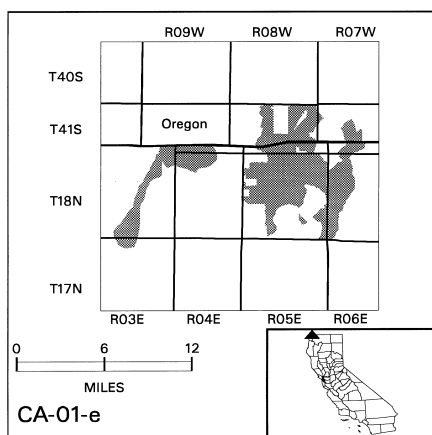 R09W R08W R07W
T40S
T41S
Oregon
T18N
T17N
R03E R04E R05E R06E
0 6 12
MILES
CA-01-e